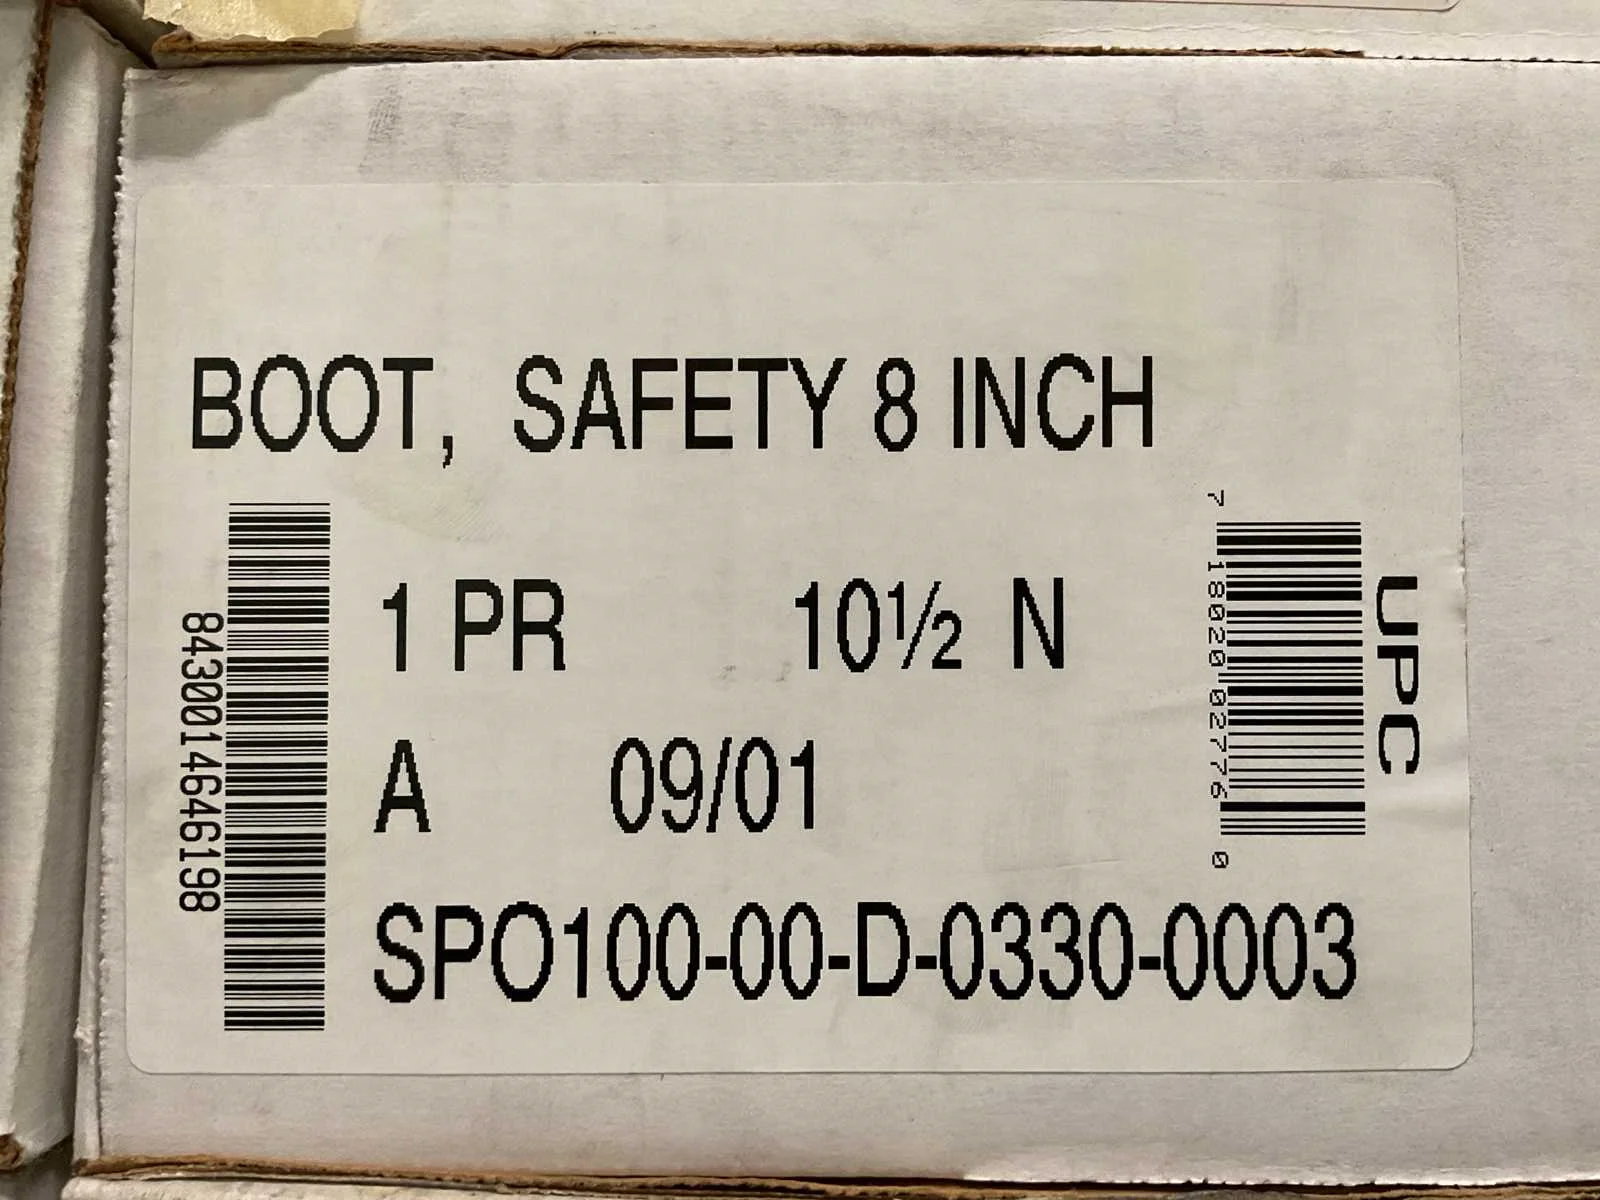 BOOT, SAFETY 8 INCH
8430014646198
1 PR 10½ N
A 09/01
SPO100-00-D-0330-0003
7 18020 02776 0
UPC